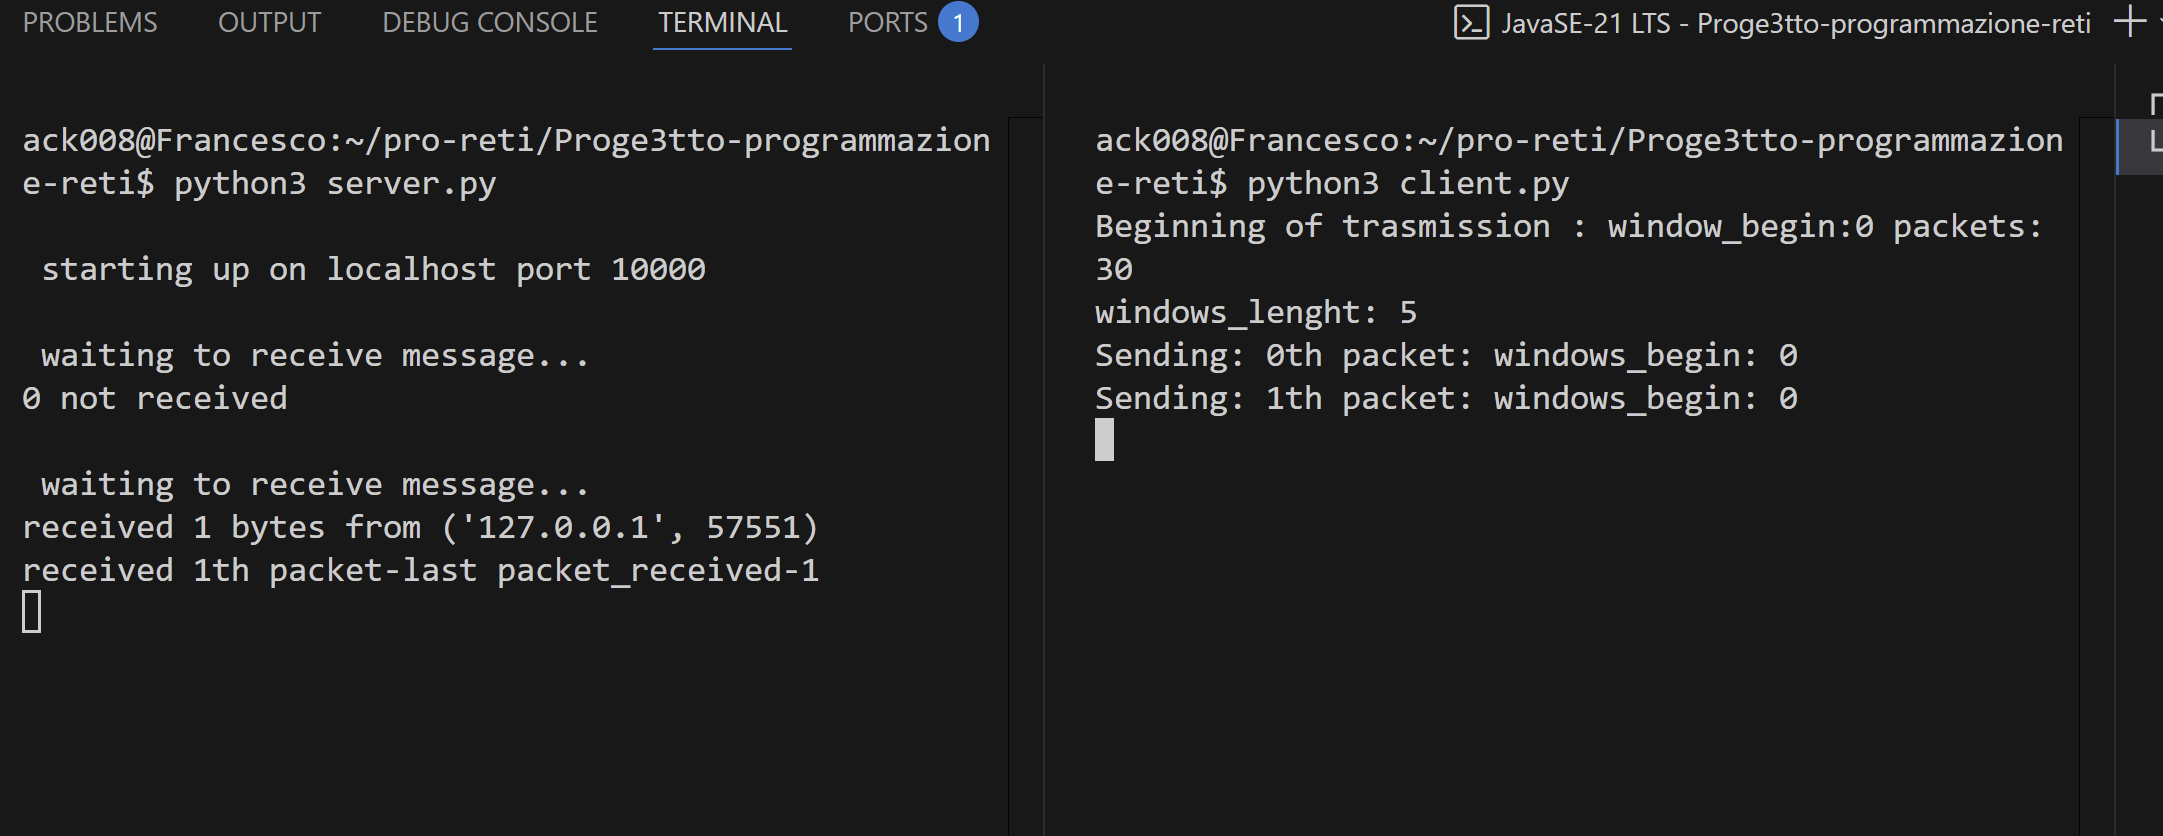 PROBLEMS OUTPUT DEBUG CONSOLE TERMINAL PORTS 1 JavaSE-21 LTS - Proge3tto-programmazione-reti
ack008@Francesco:~/pro-reti/Proge3tto-programmazion
e-reti$ python3 server.py
starting up on localhost port 10000
waiting to receive message...
0 not received
waiting to receive message...
received 1 bytes from ('127.0.0.1', 57551)
received 1th packet-last packet_received-1
ack008@Francesco:~/pro-reti/Proge3tto-programmazion
e-reti$ python3 client.py
Beginning of trasmission : window_begin:0 packets:
30
windows_lenght: 5
Sending: 0th packet: windows_begin: 0
Sending: 1th packet: windows_begin: 0